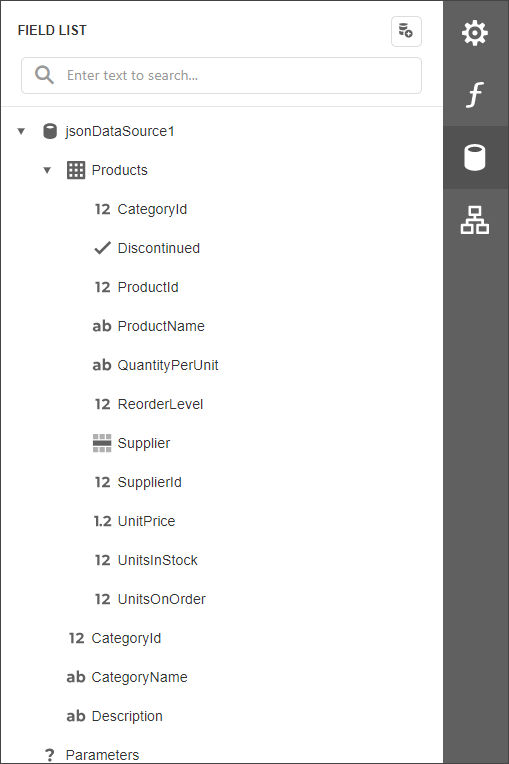 FIELD LIST
Enter text to search...
jsonDataSource1
Products
12 CategoryId
Discontinued
12 ProductId
ab ProductName
ab QuantityPerUnit
12 ReorderLevel
Supplier
12 SupplierId
1.2 UnitPrice
12 UnitsInStock
12 UnitsOnOrder
12 CategoryId
ab CategoryName
ab Description
? Parameters